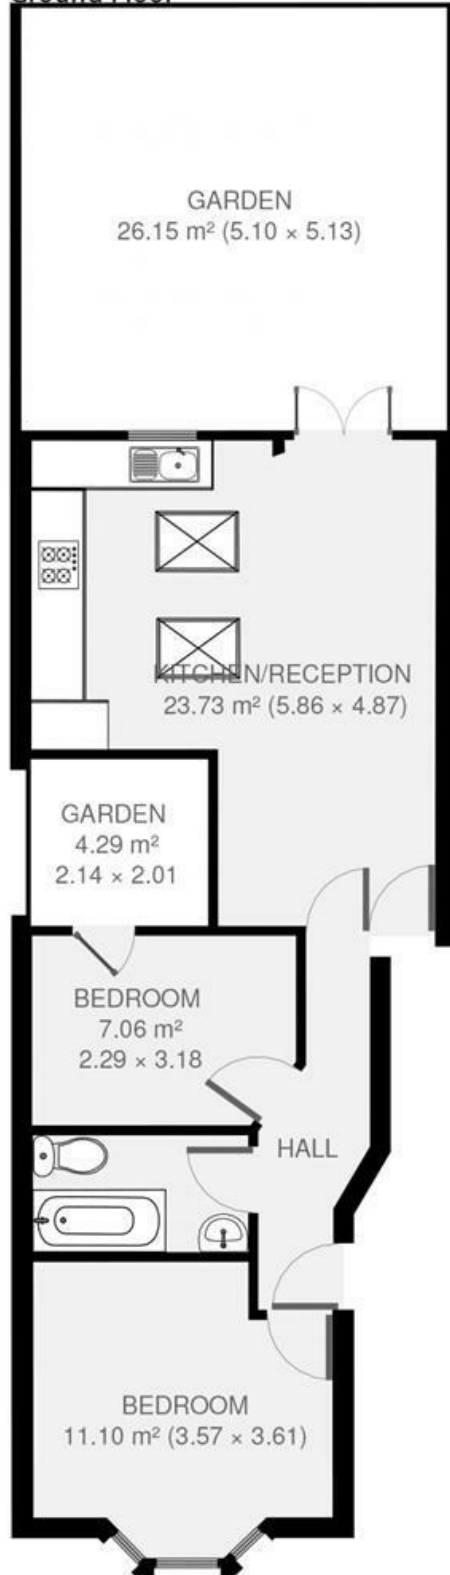 Ground Floor
GARDEN
26.15 m² (5.10 × 5.13)
KITCHEN/RECEPTION
23.73 m² (5.86 × 4.87)
GARDEN
4.29 m²
2.14 × 2.01
BEDROOM
7.06 m²
2.29 × 3.18
HALL
BEDROOM
11.10 m² (3.57 × 3.61)